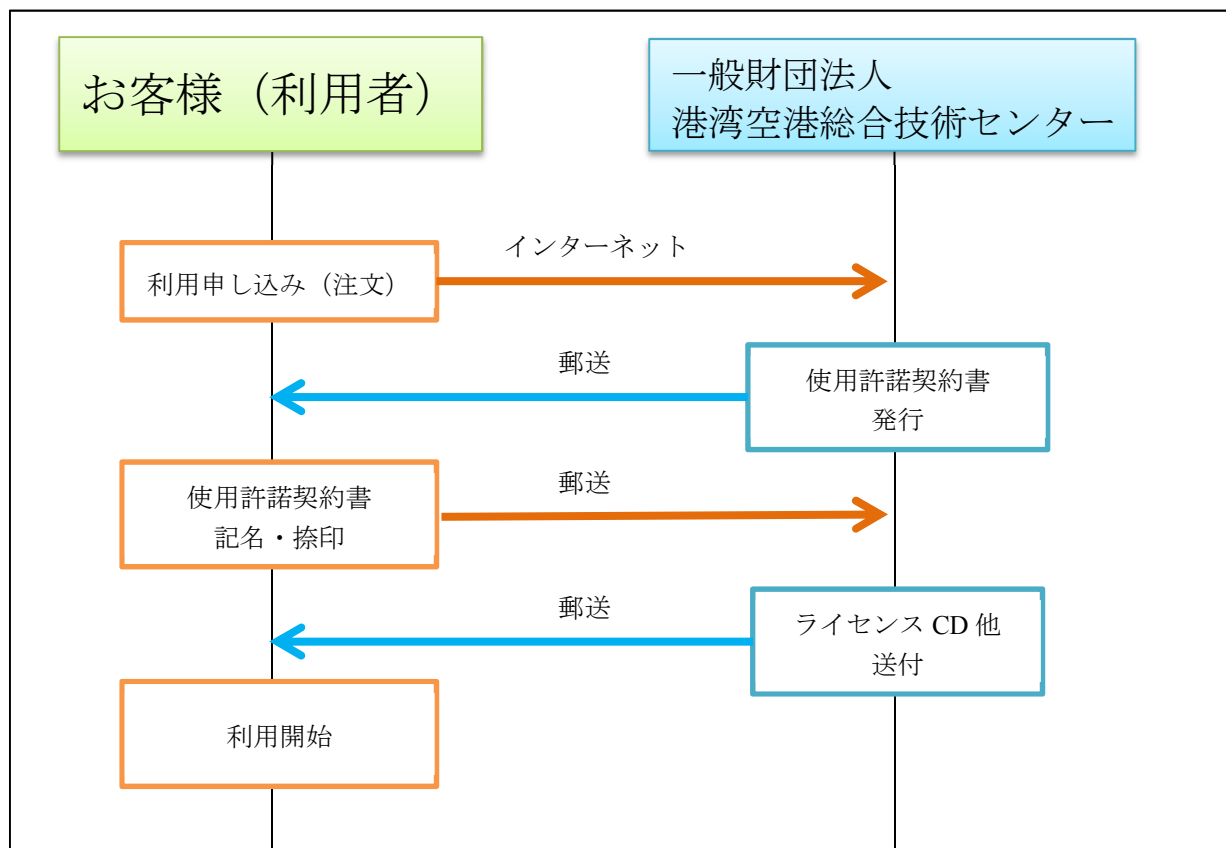 お客様（利用者）
一般財団法人
港湾空港総合技術センター
インターネット
利用申し込み（注文）
郵送
使用許諾契約書
発行
郵送
使用許諾契約書
記名・捺印
郵送
ライセンス CD 他
送付
利用開始